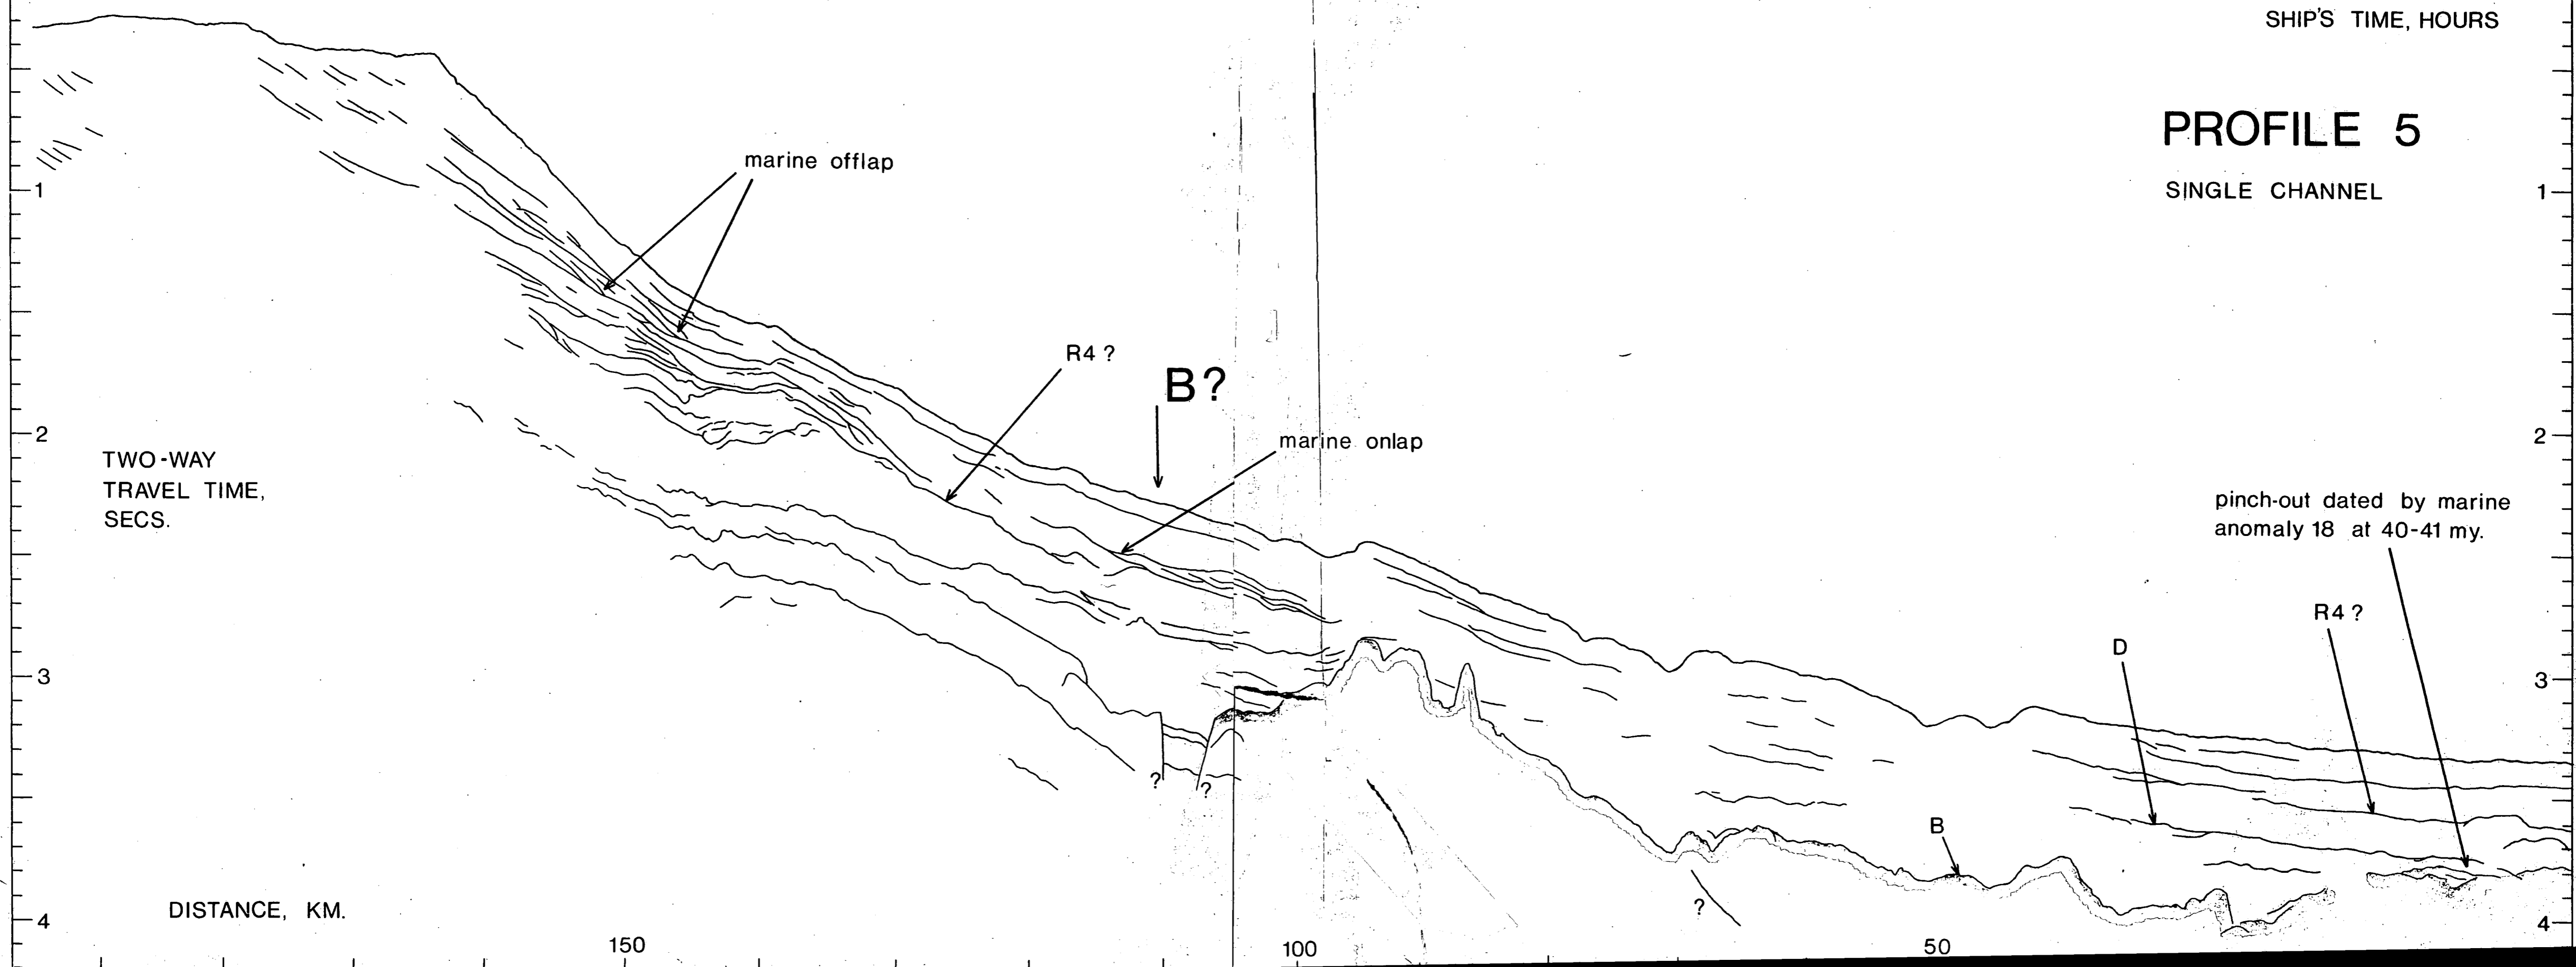 SHIP'S TIME, HOURS
PROFILE 5
SINGLE CHANNEL
1
1
marine offlap
R4 ?
B?
marine onlap
2
2
TWO-WAY
TRAVEL TIME,
SECS.
pinch-out dated by marine
anomaly 18 at 40-41 my.
R4 ?
D
3
3
?
?
B
?
DISTANCE, KM.
4
4
150
100
50